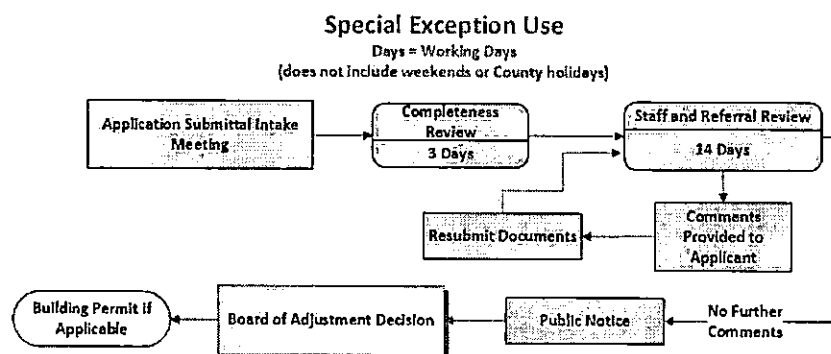 Special Exception Use
Days = Working Days
(does not Include weekends or County holidays)
Application Submittal Intake
Meeting
Completeness
Review
3 Days
Staff and Referral Review
14 Days
Resubmit Documents
Comments
Provided to
Applicant
Building Permit if
Applicable
Board of Adjustment Decision
Public Notice
No Further
Comments